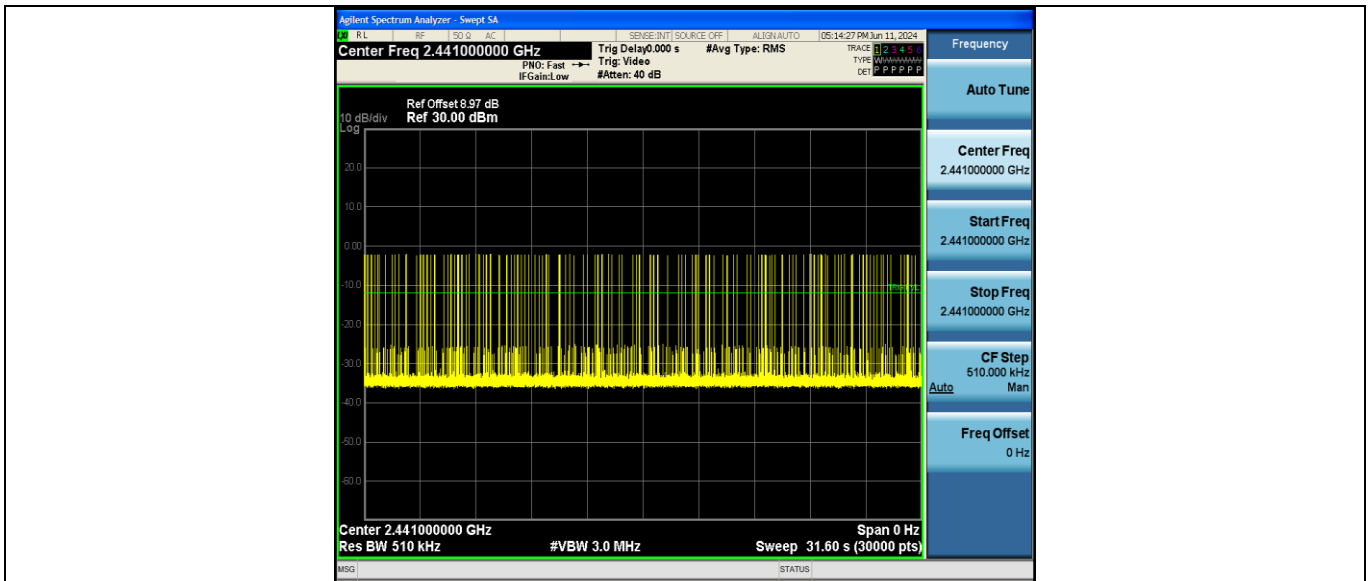 Agilent Spectrum Analyzer - Swept SA
RL RF 50 Ω AC SENSE:INT SOURCE OFF ALIGN AUTO 05:14:27 PM Jun 11, 2024
Center Freq 2.441000000 GHz
PNO: Fast
IFGain:Low
Trig Delay0.000 s
Trig: Video
#Atten: 40 dB
#Avg Type: RMS
TRACE 1 2 3 4 5 6
TYPE W
DET P P P P P P
Ref Offset 8.97 dB
10 dB/div Ref 30.00 dBm
Log
20.0
10.0
0.00
-10.0
-20.0
-30.0
-40.0
-50.0
-60.0
Center 2.441000000 GHz Span 0 Hz
Res BW 510 kHz #VBW 3.0 MHz Sweep 31.60 s (30000 pts)
MSG STATUS
Frequency
Auto Tune
Center Freq
2.441000000 GHz
Start Freq
2.441000000 GHz
Stop Freq
2.441000000 GHz
CF Step
510.000 kHz
Auto Man
Freq Offset
0 Hz